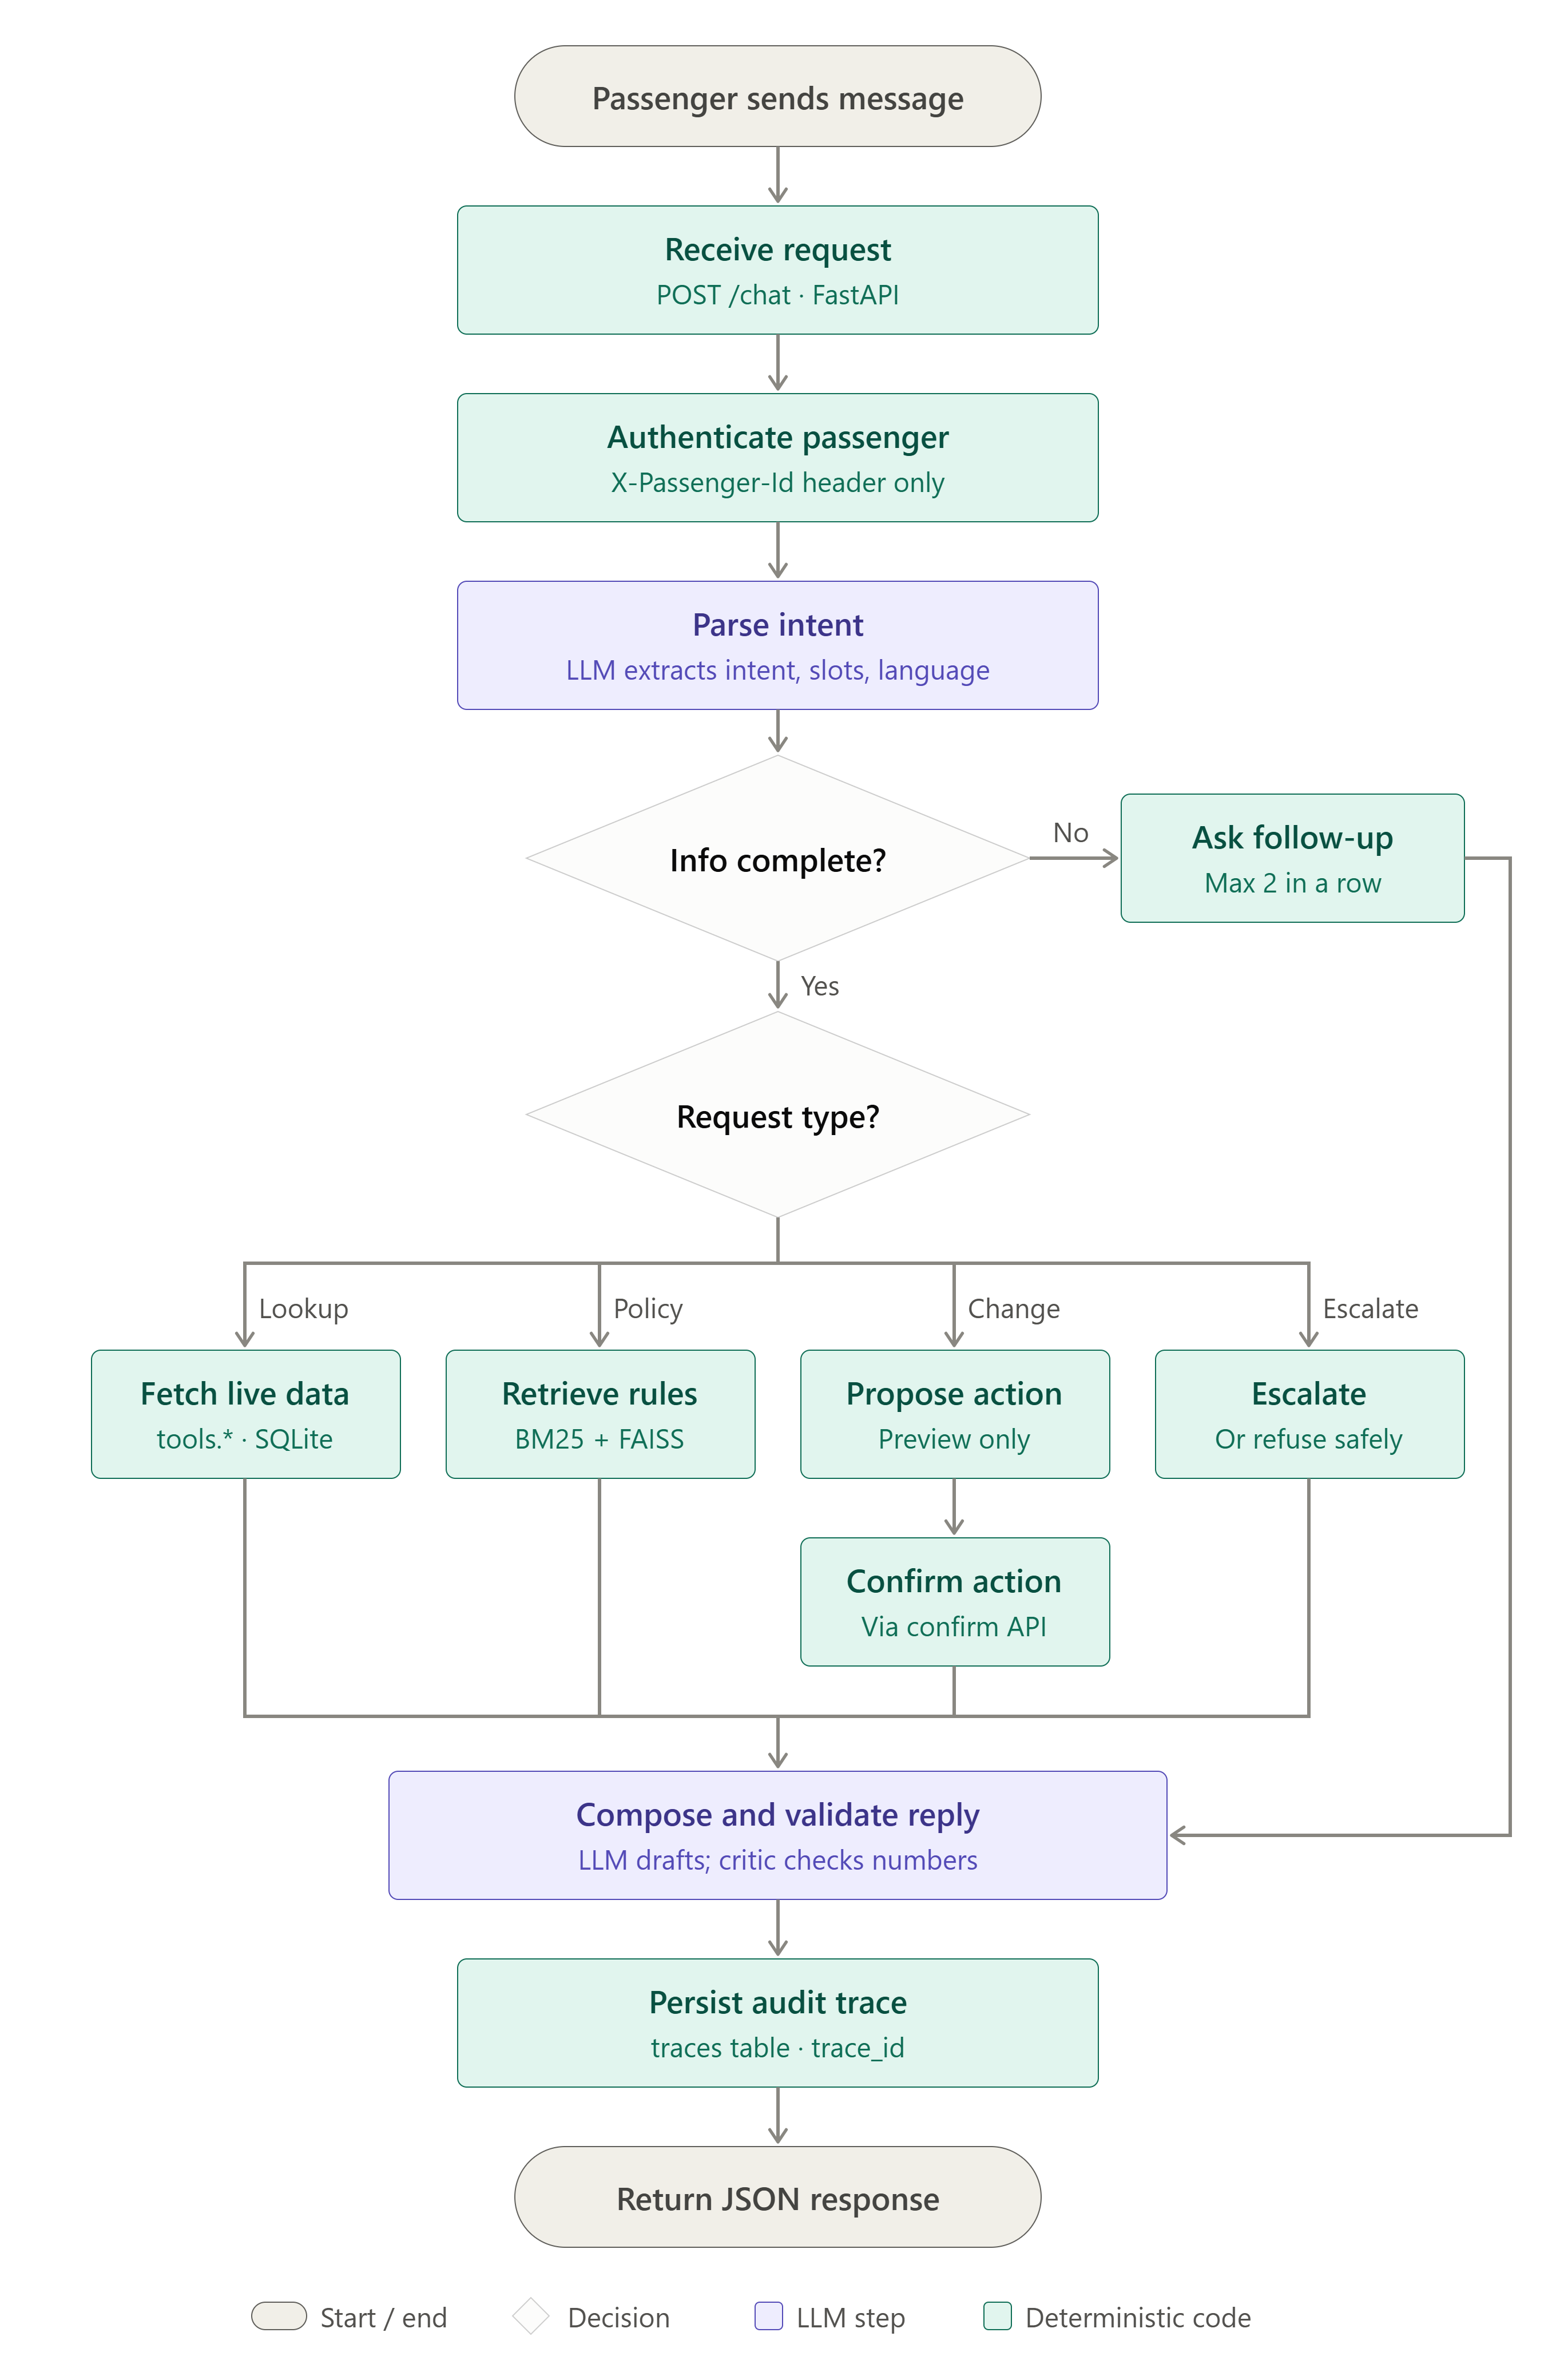 Passenger sends message
Receive request
POST /chat · FastAPI
Authenticate passenger
X-Passenger-Id header only
Parse intent
LLM extracts intent, slots, language
Info complete?
No
Ask follow-up
Max 2 in a row
Yes
Request type?
Lookup
Policy
Change
Escalate
Fetch live data
tools.* · SQLite
Retrieve rules
BM25 + FAISS
Propose action
Preview only
Escalate
Or refuse safely
Confirm action
Via confirm API
Compose and validate reply
LLM drafts; critic checks numbers
Persist audit trace
traces table · trace_id
Return JSON response
Start / end
Decision
LLM step
Deterministic code